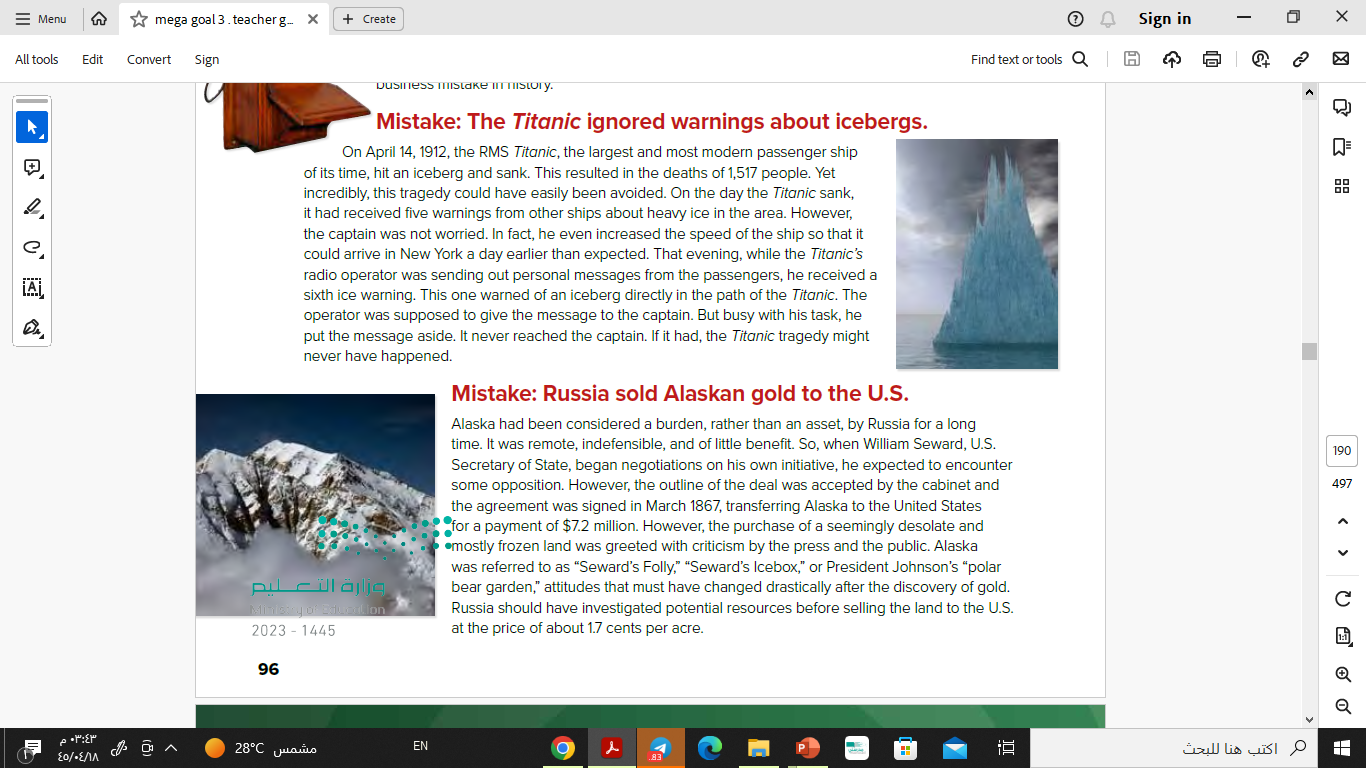 Menu
mega goal 3 . teacher g...
Create
Sign in
All tools
Edit
Convert
Sign
Find text or tools
business mistake in history.
Mistake: The Titanic ignored warnings about icebergs.
On April 14, 1912, the RMS Titanic, the largest and most modern passenger ship
of its time, hit an iceberg and sank. This resulted in the deaths of 1,517 people. Yet
incredibly, this tragedy could have easily been avoided. On the day the Titanic sank,
it had received five warnings from other ships about heavy ice in the area. However,
the captain was not worried. In fact, he even increased the speed of the ship so that it
could arrive in New York a day earlier than expected. That evening, while the Titanic's
radio operator was sending out personal messages from the passengers, he received a
sixth ice warning. This one warned of an iceberg directly in the path of the Titanic. The
operator was supposed to give the message to the captain. But busy with his task, he
put the message aside. It never reached the captain. If it had, the Titanic tragedy might
never have happened.
Mistake: Russia sold Alaskan gold to the U.S.
Alaska had been considered a burden, rather than an asset, by Russia for a long
time. It was remote, indefensible, and of little benefit. So, when William Seward, U.S.
Secretary of State, began negotiations on his own initiative, he expected to encounter
some opposition. However, the outline of the deal was accepted by the cabinet and
the agreement was signed in March 1867, transferring Alaska to the United States
for a payment of $7.2 million. However, the purchase of a seemingly desolate and
mostly frozen land was greeted with criticism by the press and the public. Alaska
was referred to as “Seward's Folly,” “Seward's Icebox,” or President Johnson's “polar
bear garden,” attitudes that must have changed drastically after the discovery of gold.
Russia should have investigated potential resources before selling the land to the U.S.
at the price of about 1.7 cents per acre.
وزارة التعليم
Ministry of Education
2023 - 1445
96
190
497
1:1
٠٣:٤٣ م
٤٥/٠٤/١٨
28°C مشمس
EN
83
اكتب هنا للبحث